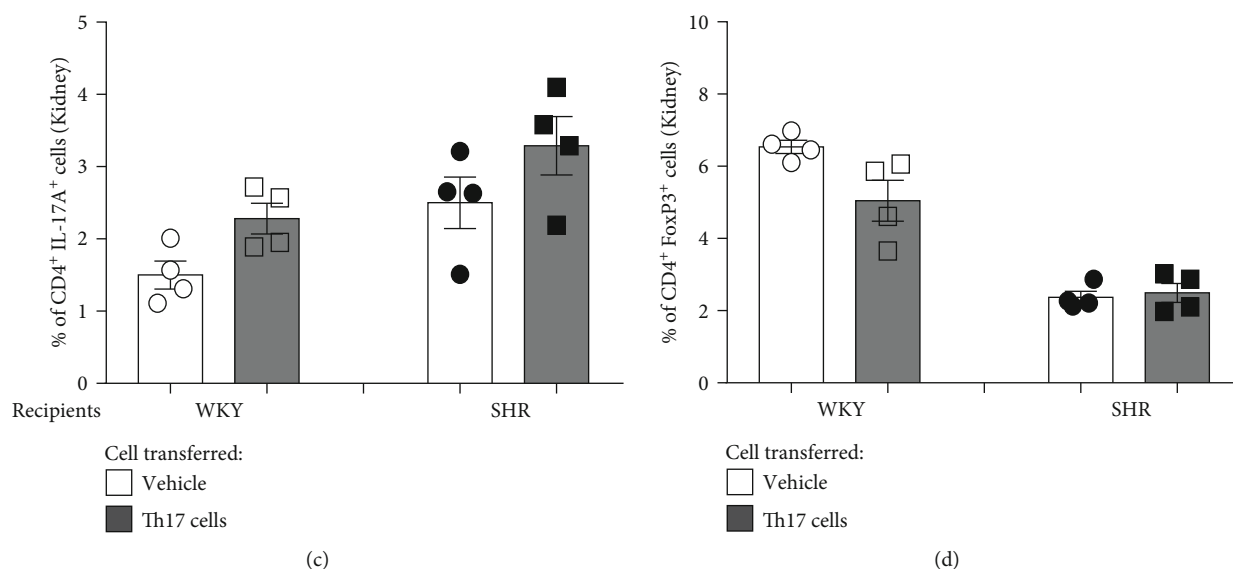 % of CD4⁺ IL-17A⁺ cells (Kidney)
5
4
3
2
1
0
Recipients WKY SHR
Cell transferred:
Vehicle
Th17 cells
(c)
% of CD4⁺ FoxP3⁺ cells (Kidney)
10
8
6
4
2
0
WKY SHR
Cell transferred:
Vehicle
Th17 cells
(d)